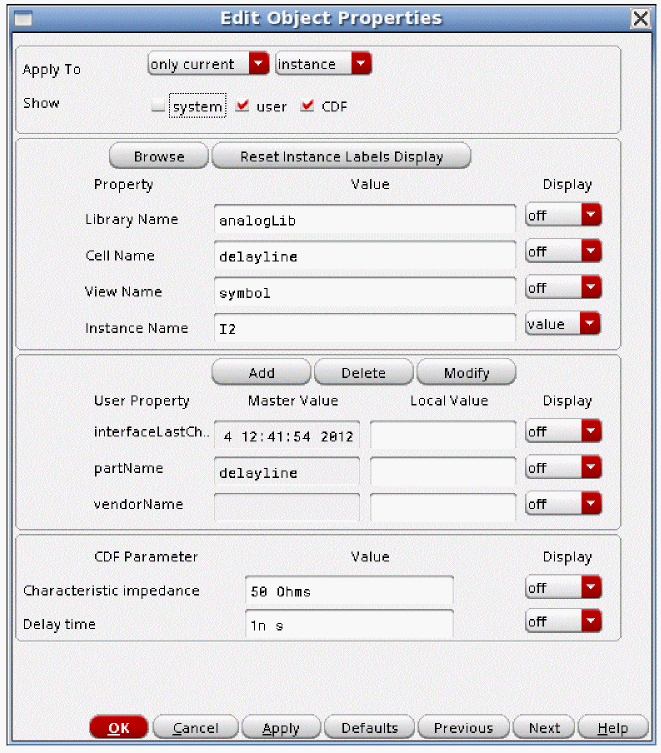 Edit Object Properties
Apply To only current instance
Show system user CDF
Browse Reset Instance Labels Display
Property Value Display
Library Name analogLib off
Cell Name delayline off
View Name symbol off
Instance Name I2 value
Add Delete Modify
User Property Master Value Local Value Display
interfaceLastCh.. 4 12:41:54 2012 off
partName delayline off
vendorName off
CDF Parameter Value Display
Characteristic impedance 50 Ohms off
Delay time 1n s off
OK Cancel Apply Defaults Previous Next Help